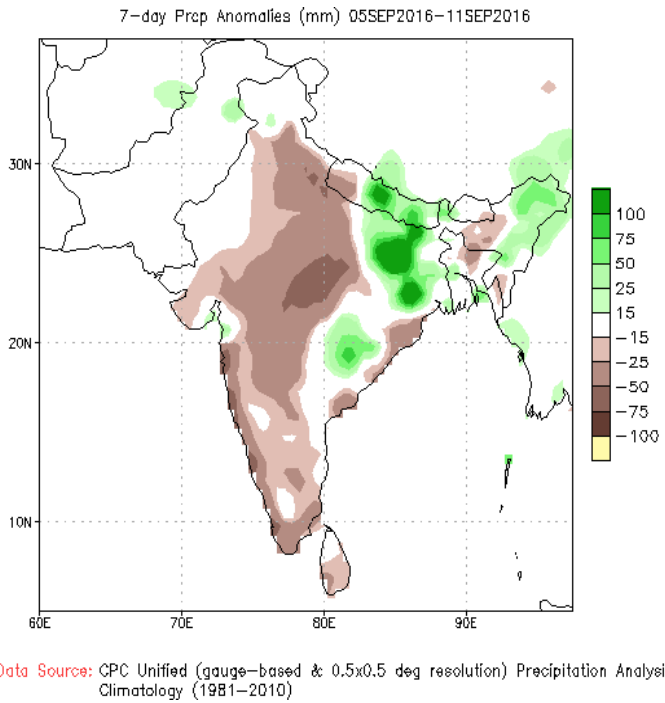 7-day Prcp Anomalies (mm) 05SEP2016-11SEP2016
30N
20N
10N
60E 70E 80E 90E
100
75
50
25
15
-15
-25
-50
-75
-100
Data Source: CPC Unified (gauge-based & 0.5x0.5 deg resolution) Precipitation Analysi
Climatology (1981-2010)